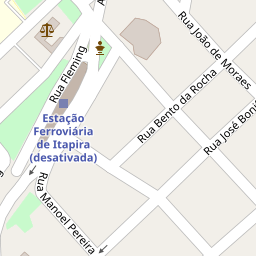 Rua Fleming
Rua João de Moraes
Rua Bento da Rocha
Rua José Boni
Estação
Ferroviária
de Itapira
(desativada)
Rua Manoel Pereira